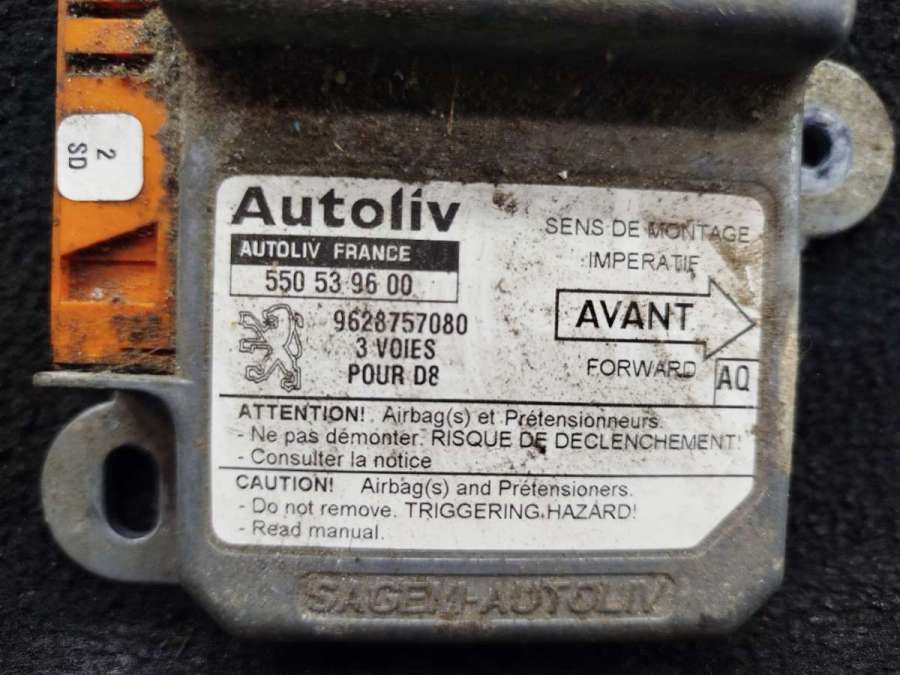 2
SD
Autoliv
AUTOLIV FRANCE
550 53 96 00
9628757080
3 VOIES
POUR D8
SENS DE MONTAGE
IMPERATIF
AVANT
FORWARD
AQ
ATTENTION! Airbag(s) et Prétensionneurs.
- Ne pas démonter. RISQUE DE DECLENCHEMENT!
- Consulter la notice
CAUTION! Airbag(s) and Prétensioners.
- Do not remove. TRIGGERING HAZARD!
- Read manual.
SAGEM-AUTOLIV